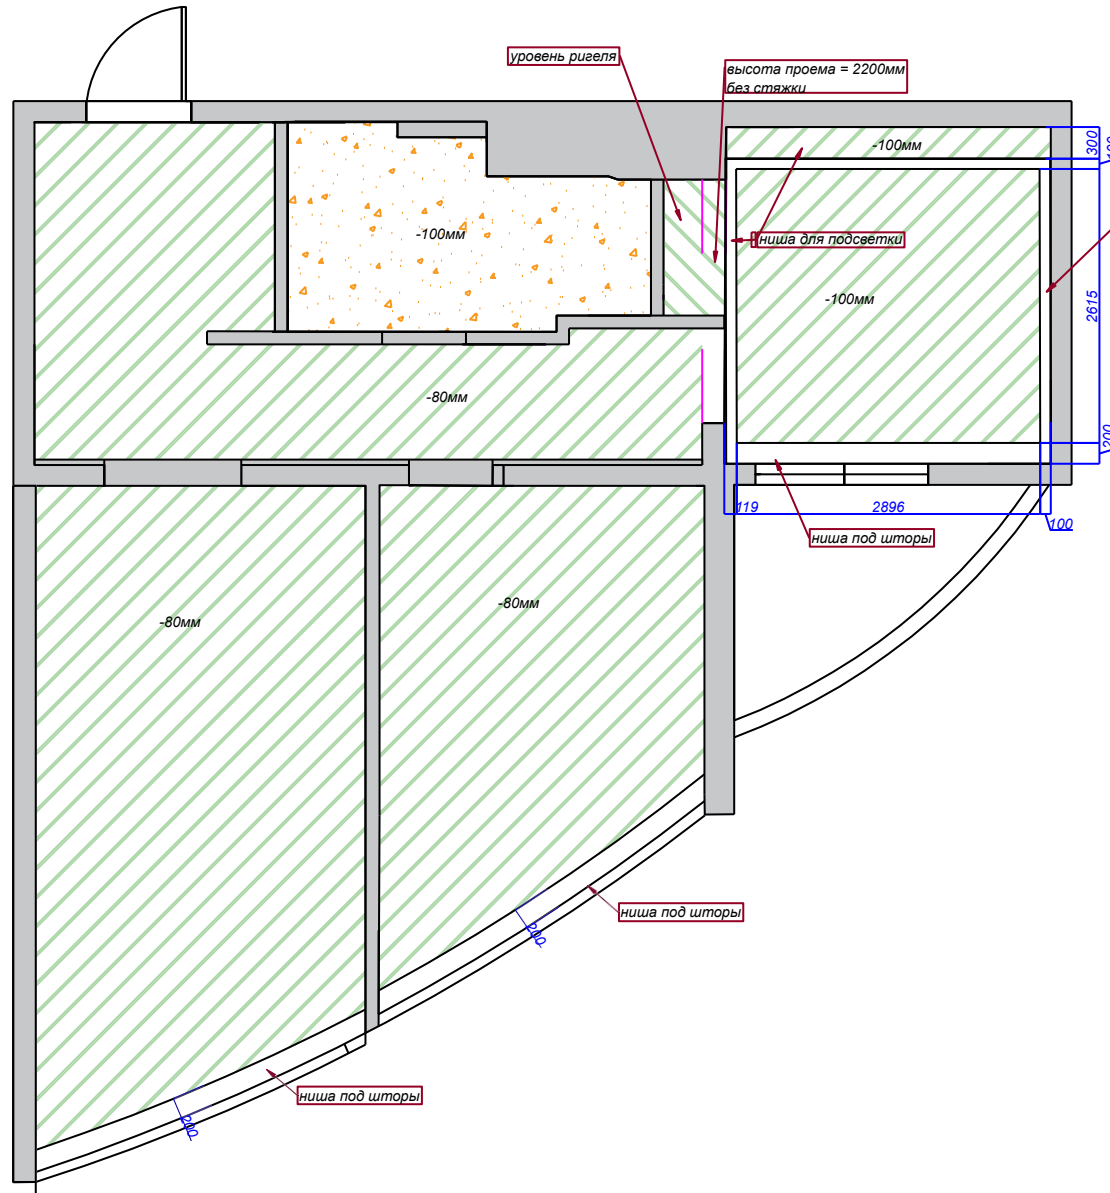 уровень ригеля
высота проема = 2200мм
без стяжки
-100мм
300
100
-100мм
ниша для подсветки
-100мм
2615
-80мм
200
119
2896
100
ниша под шторы
-80мм
-80мм
ниша под шторы
200
ниша под шторы
200